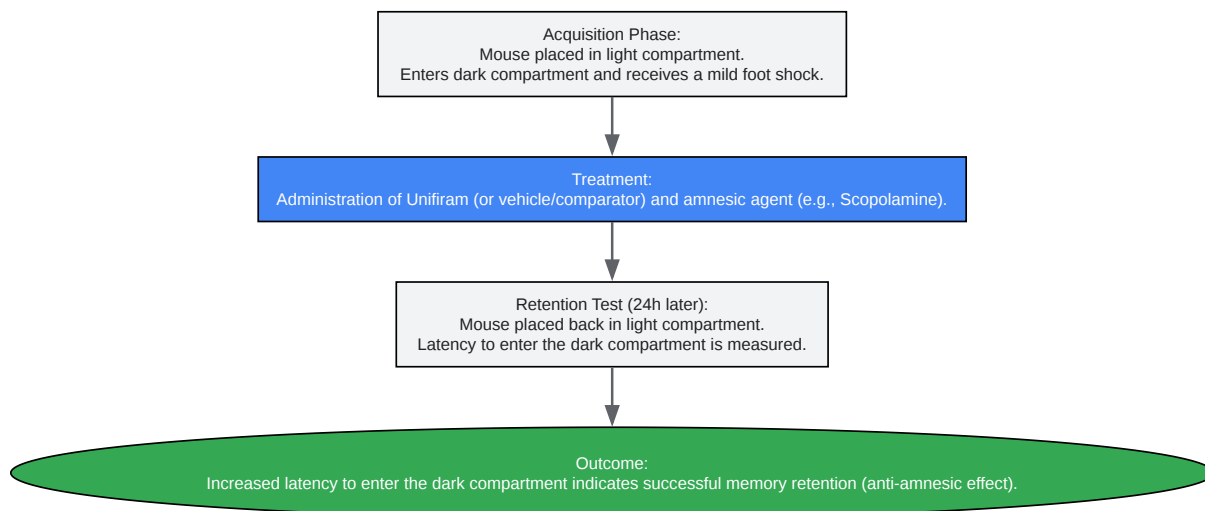 Acquisition Phase:
Mouse placed in light compartment.
Enters dark compartment and receives a mild foot shock.
Treatment:
Administration of Unifiram (or vehicle/comparator) and amnesic agent (e.g., Scopolamine).
Retention Test (24h later):
Mouse placed back in light compartment.
Latency to enter the dark compartment is measured.
Outcome:
Increased latency to enter the dark compartment indicates successful memory retention (anti-amnesic effect).